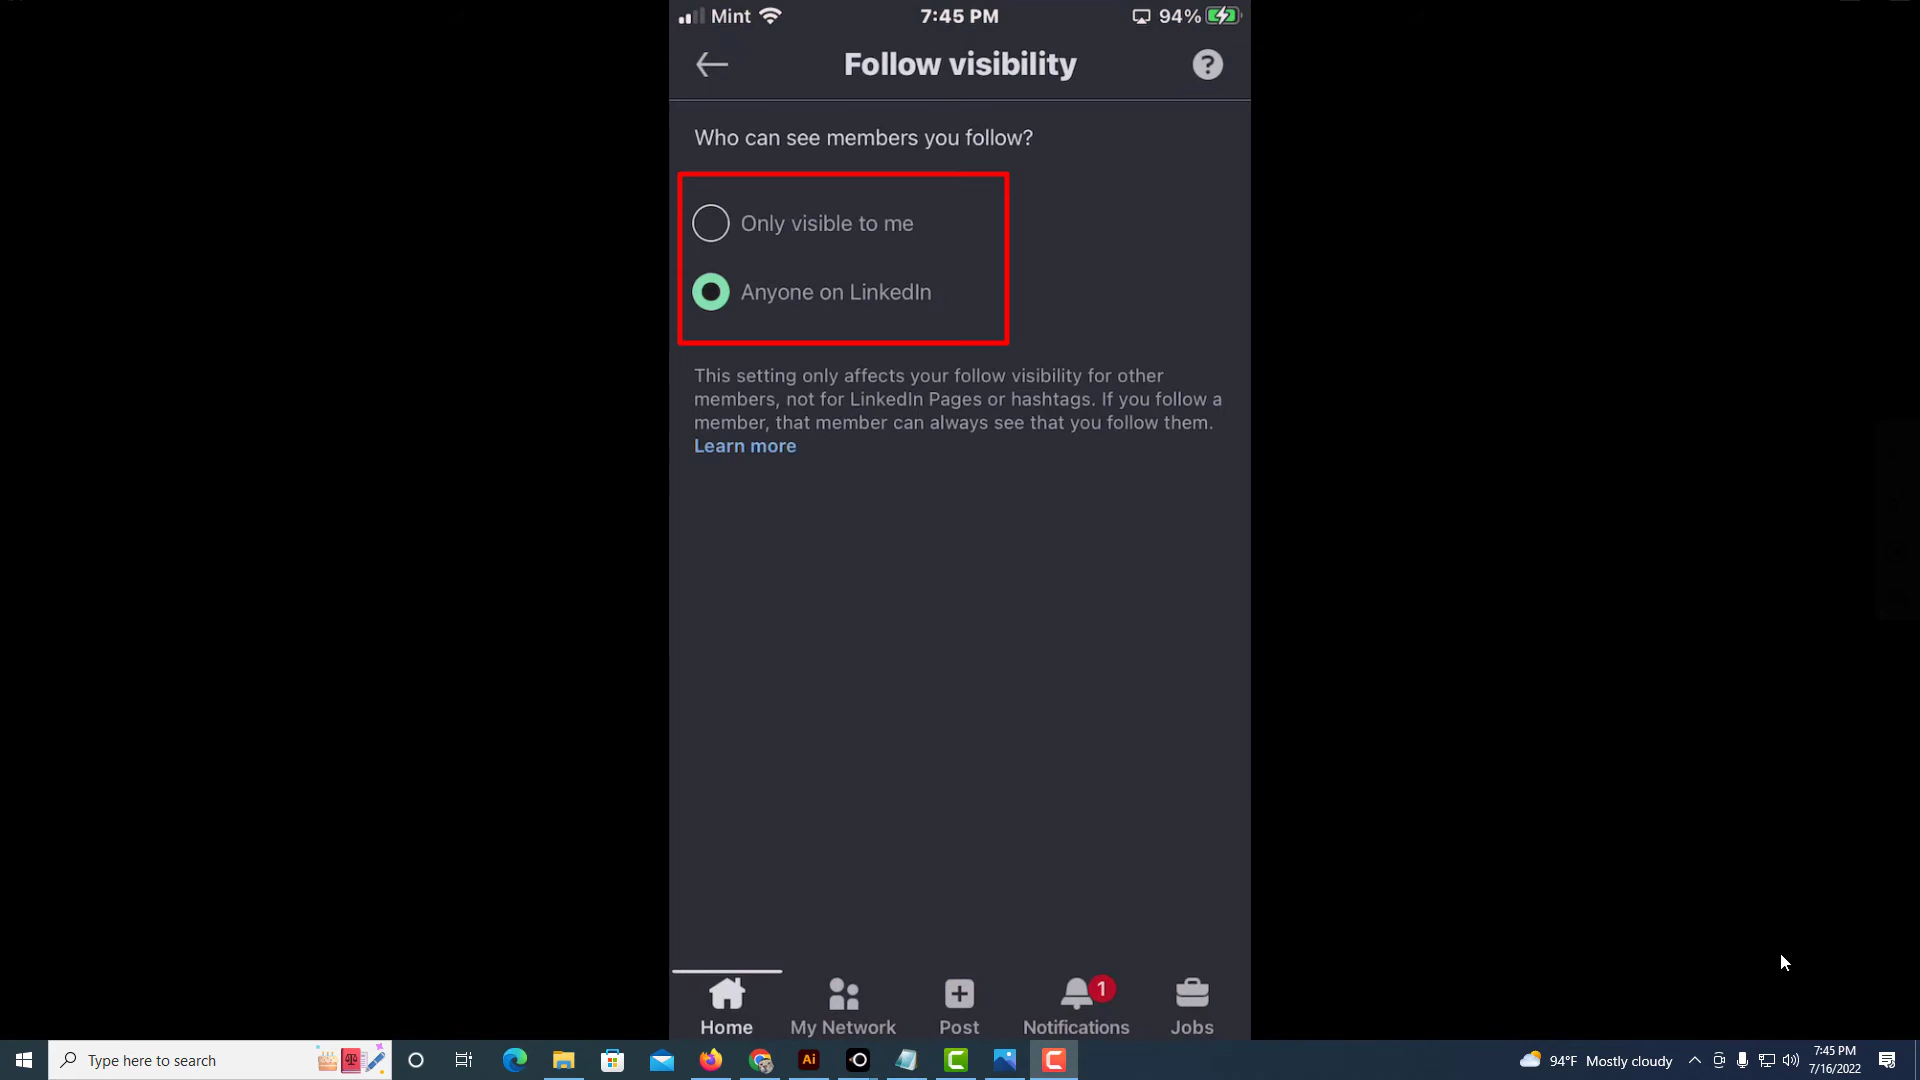 Mint 7:45 PM 94%
Follow visibility ?
Who can see members you follow?
Only visible to me
Anyone on LinkedIn
This setting only affects your follow visibility for other
members, not for LinkedIn Pages or hashtags. If you follow a
member, that member can always see that you follow them.
Learn more
1
Home My Network Post Notifications Jobs
Type here to search Ai 94°F Mostly cloudy 7:45 PM
7/16/2022